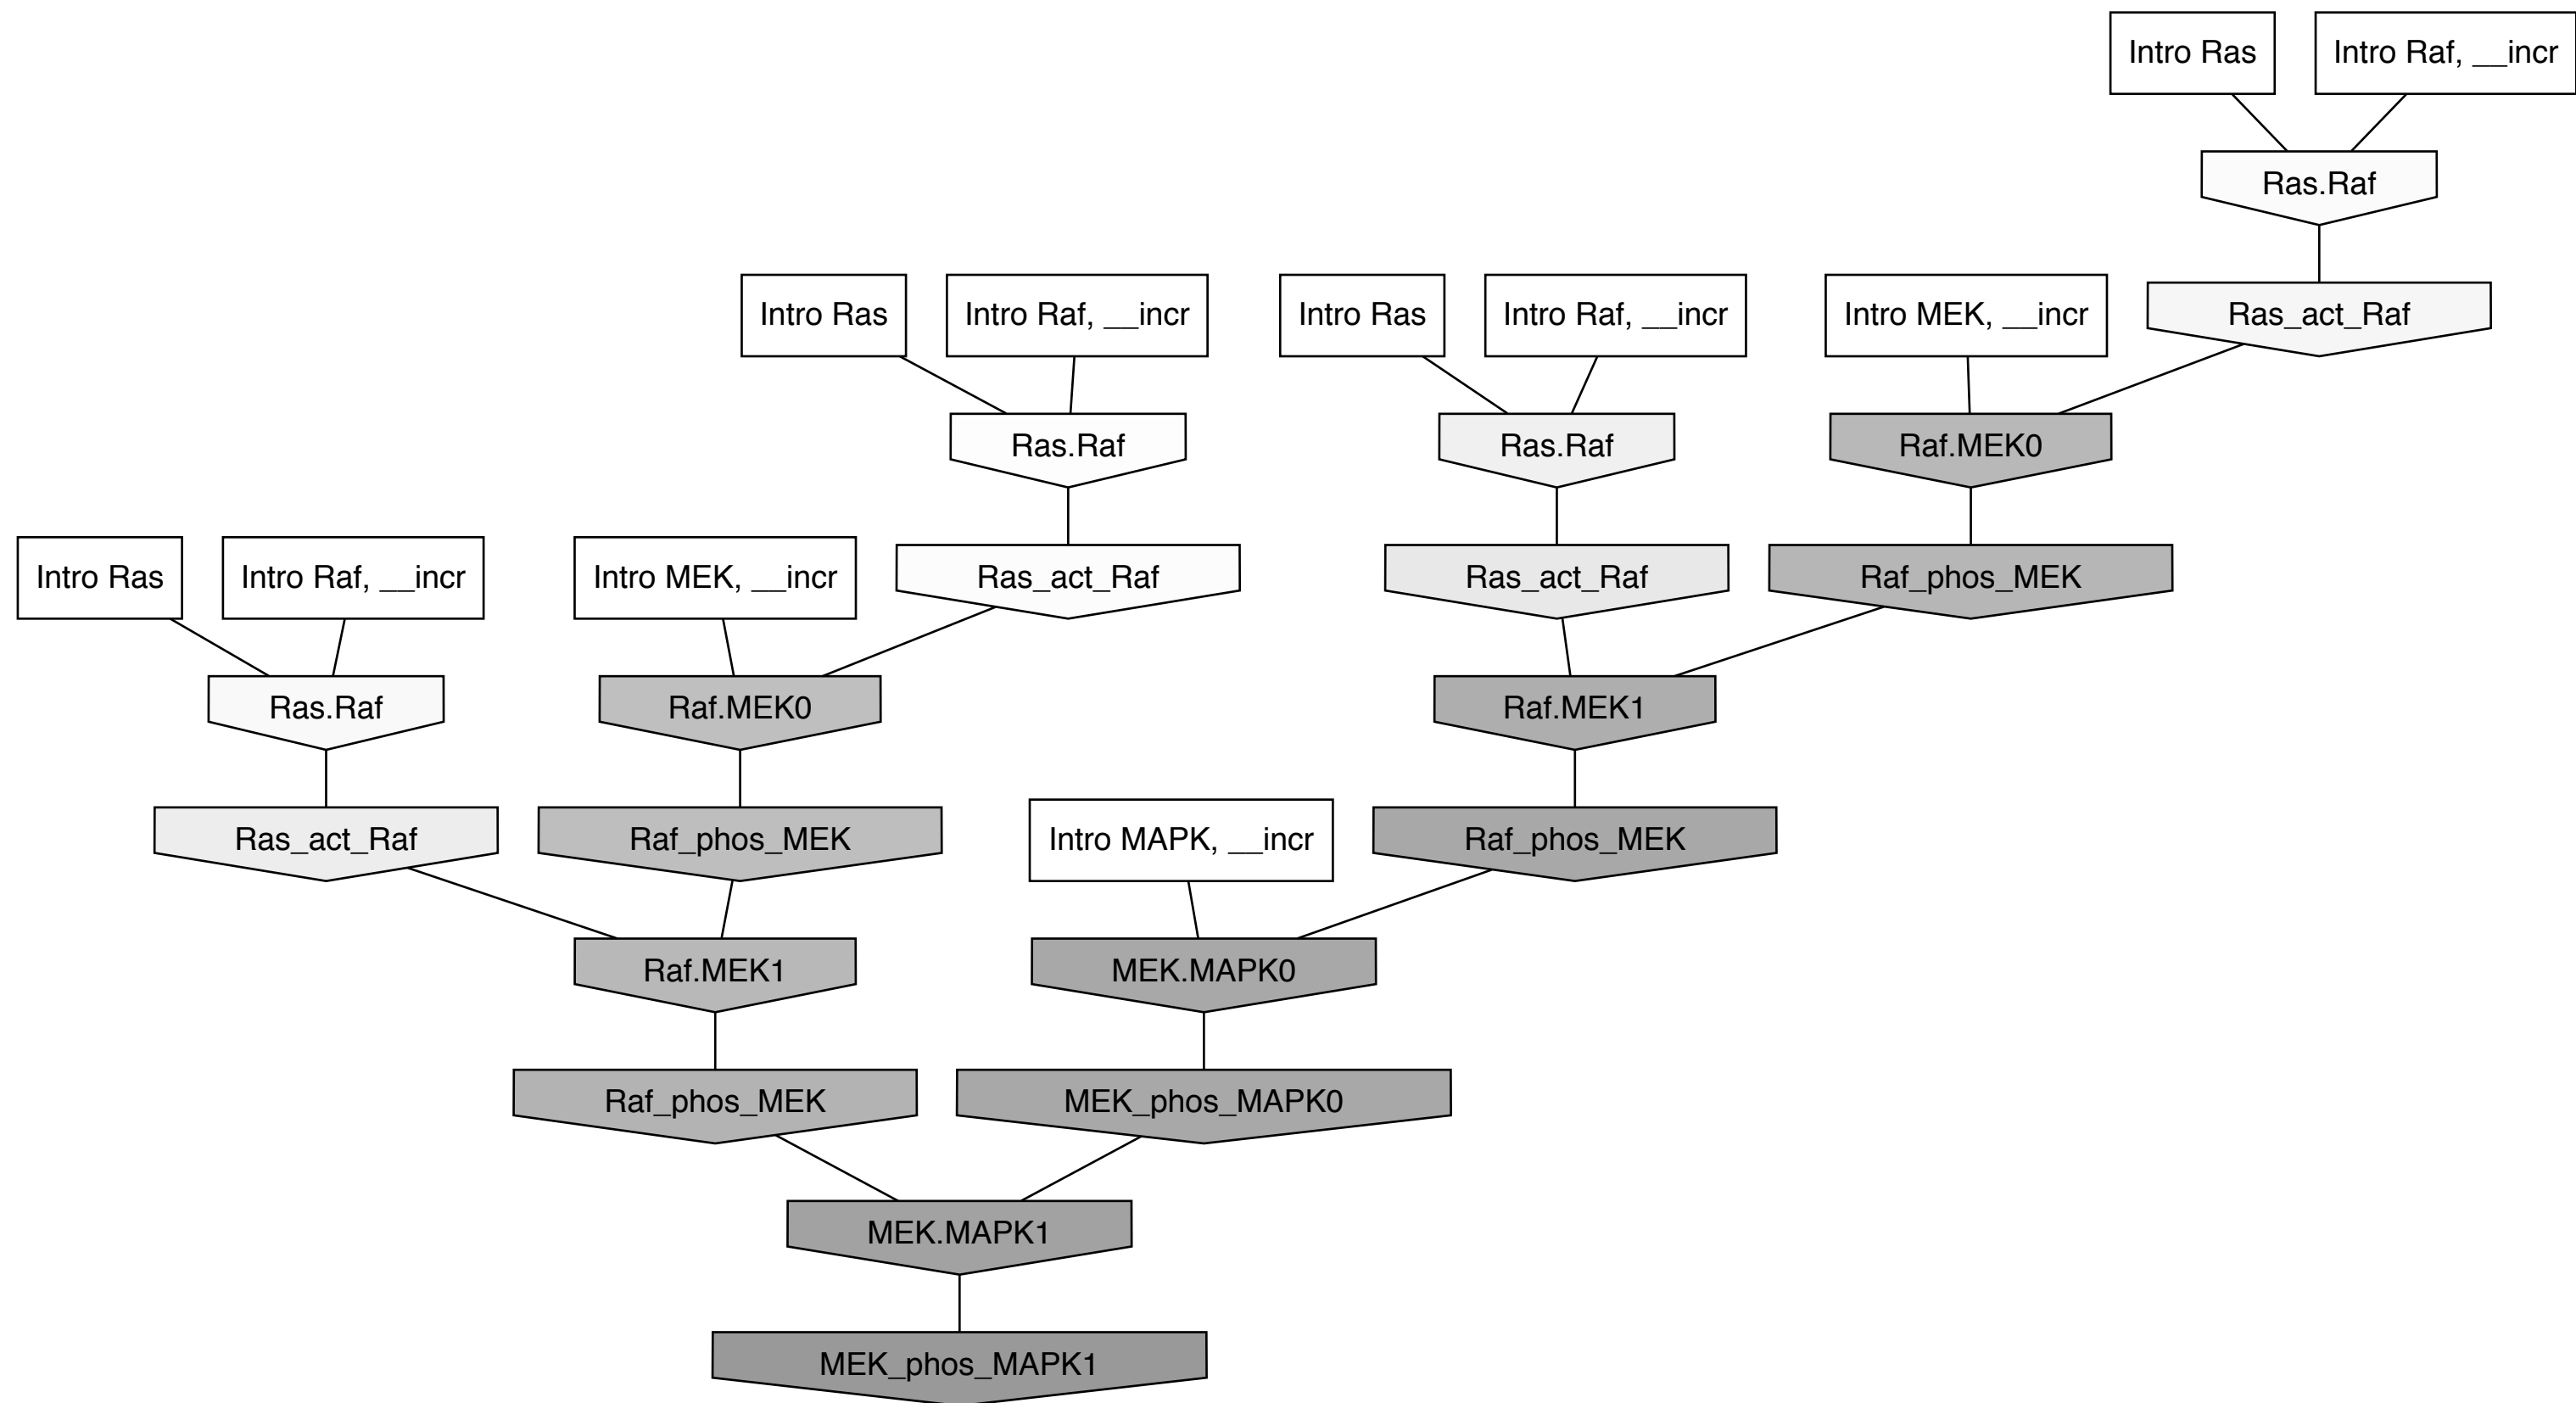 Intro Ras
Intro Raf, __incr
Ras.Raf
Intro Ras
Intro Raf, __incr
Intro Ras
Intro Raf, __incr
Intro MEK, __incr
Ras_act_Raf
Ras.Raf
Ras.Raf
Raf.MEK0
Intro Ras
Intro Raf, __incr
Intro MEK, __incr
Ras_act_Raf
Ras_act_Raf
Raf_phos_MEK
Ras.Raf
Raf.MEK0
Raf.MEK1
Ras_act_Raf
Raf_phos_MEK
Intro MAPK, __incr
Raf_phos_MEK
Raf.MEK1
MEK.MAPK0
Raf_phos_MEK
MEK_phos_MAPK0
MEK.MAPK1
MEK_phos_MAPK1